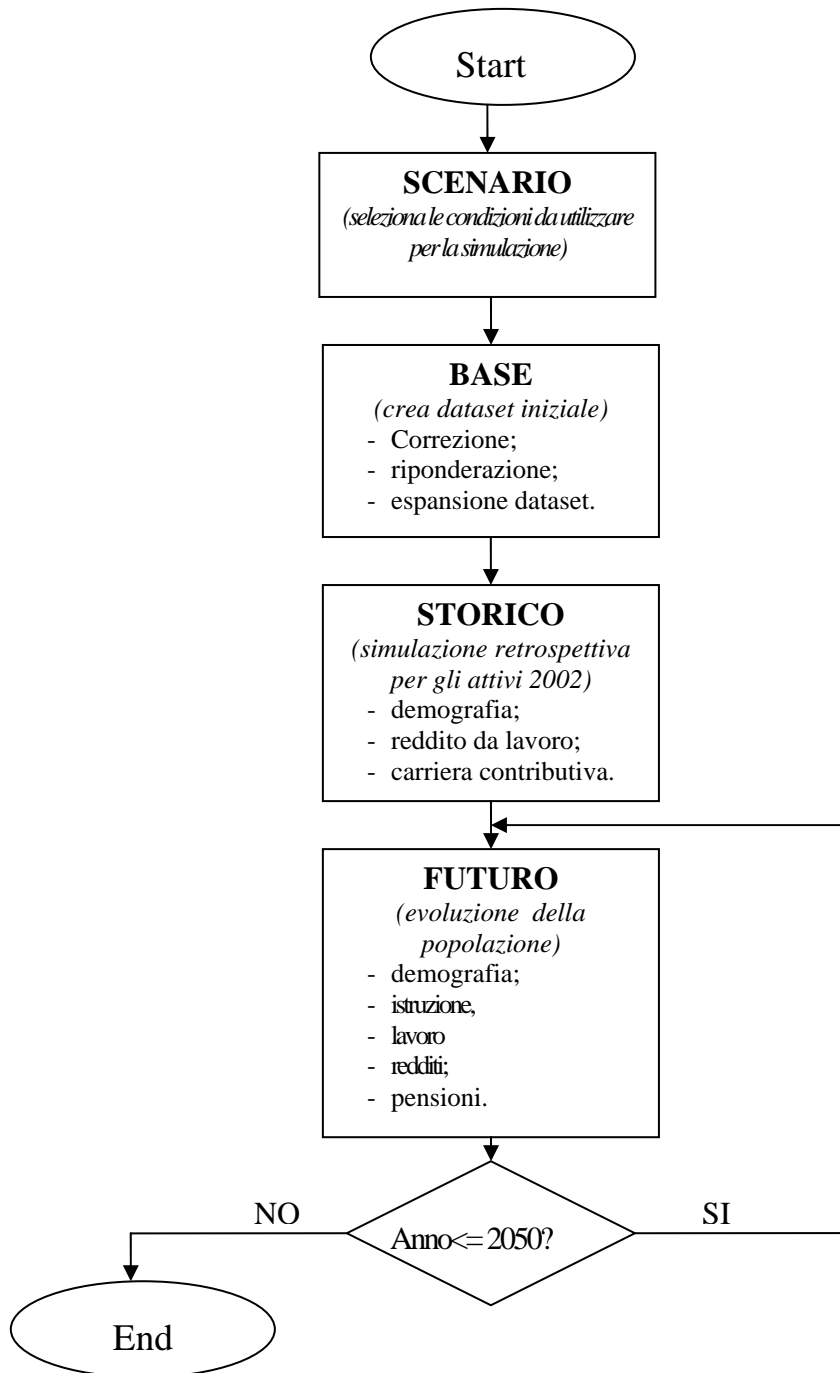 Start
SCENARIO
(seleziona le condizioni da utilizzare
per la simulazione)
BASE
(crea dataset iniziale)
- Correzione;
- riponderazione;
- espansione dataset.
STORICO
(simulazione retrospettiva
per gli attivi 2002)
- demografia;
- reddito da lavoro;
- carriera contributiva.
FUTURO
(evoluzione della
popolazione)
- demografia;
- istruzione,
- lavoro
- redditi;
- pensioni.
NO
Anno<= 2050?
SI
End